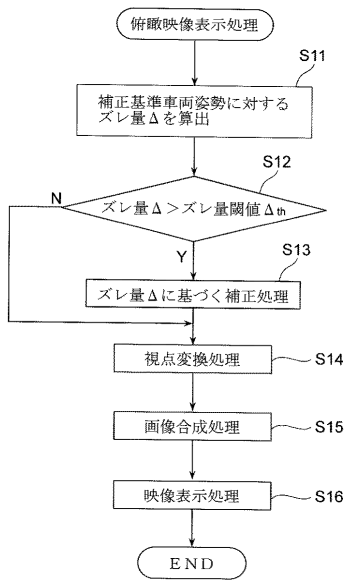 俯瞰映像表示処理
S11
補正基準車両姿勢に対する
ズレ量Δを算出
S12
N
ズレ量Δ>ズレ量閾値Δth
Y
S13
ズレ量Δに基づく補正処理
視点変換処理
S14
画像合成処理
S15
映像表示処理
S16
END